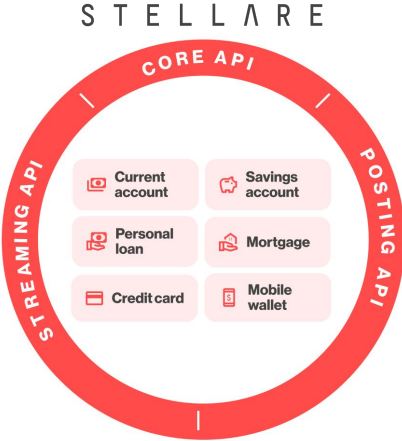 STELLARE
CORE API
STREAMING API
POSTING API
Current
account
Savings
account
Personal
loan
Mortgage
Credit card
Mobile
wallet
$